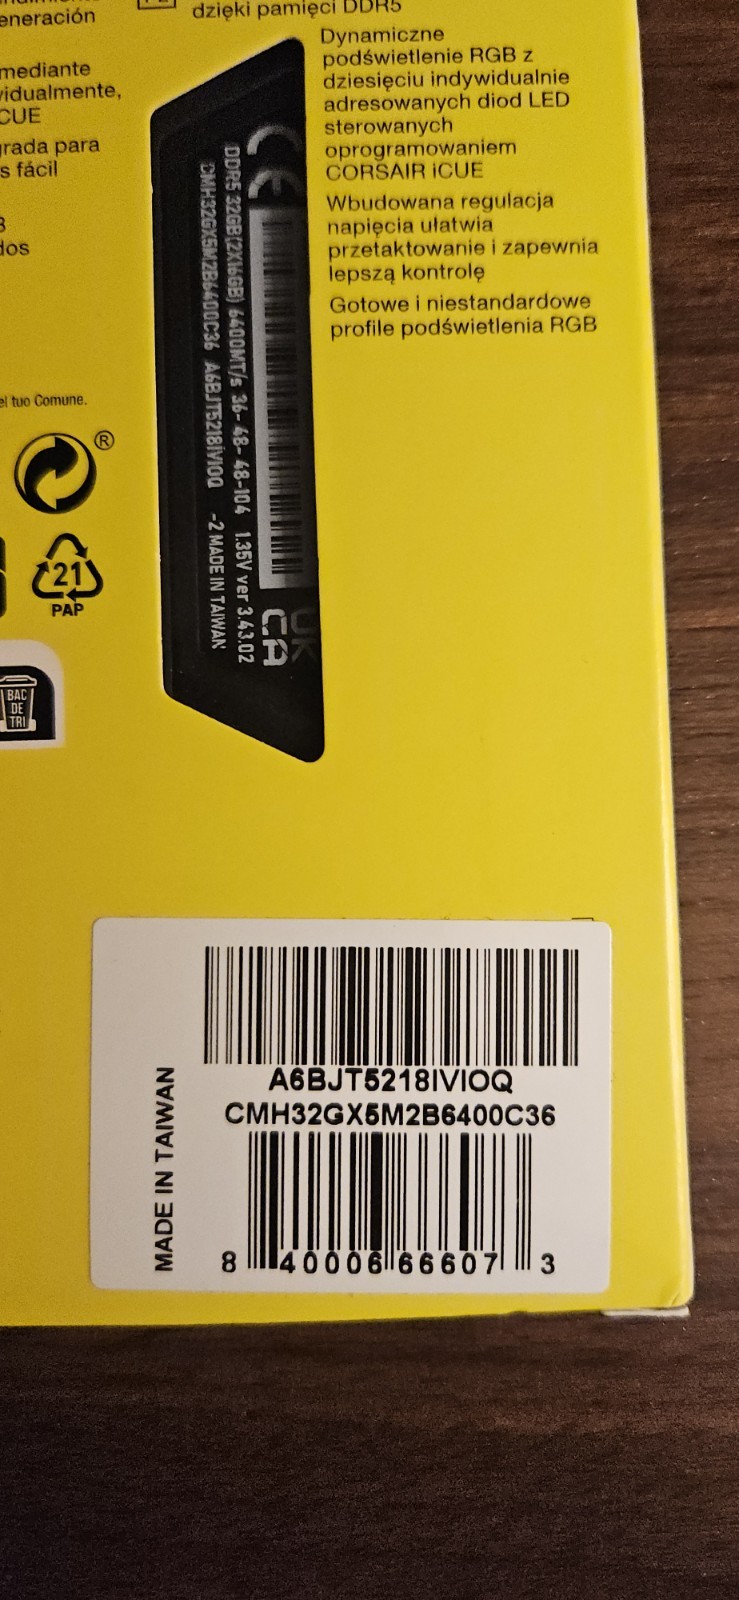 eneración
mediante
vidualmente,
CUE
grada para
s fácil
dos
el tuo Comune.
®
21
PAP
BAC
DE
TRI
dzięki pamięci DDR5
Dynamiczne
podświetlenie RGB z
dziesięciu indywidualnie
adresowanych diod LED
sterowanych
oprogramowaniem
CORSAIR iCUE
Wbudowana regulacja
napięcia ułatwia
przetaktowanie i zapewnia
lepszą kontrolę
Gotowe i niestandardowe
profile podświetlenia RGB
CE
DDR5 32GB(2X16GB) 6400MT/s 36-48-48-104 1.35V ver 3.43.02
CMH32GX5M2B6400C36 A6BJT5218IVIOQ -2 MADE IN TAIWAN
UK
CA
MADE IN TAIWAN
A6BJT5218IVIOQ
CMH32GX5M2B6400C36
8 40006 66607 3